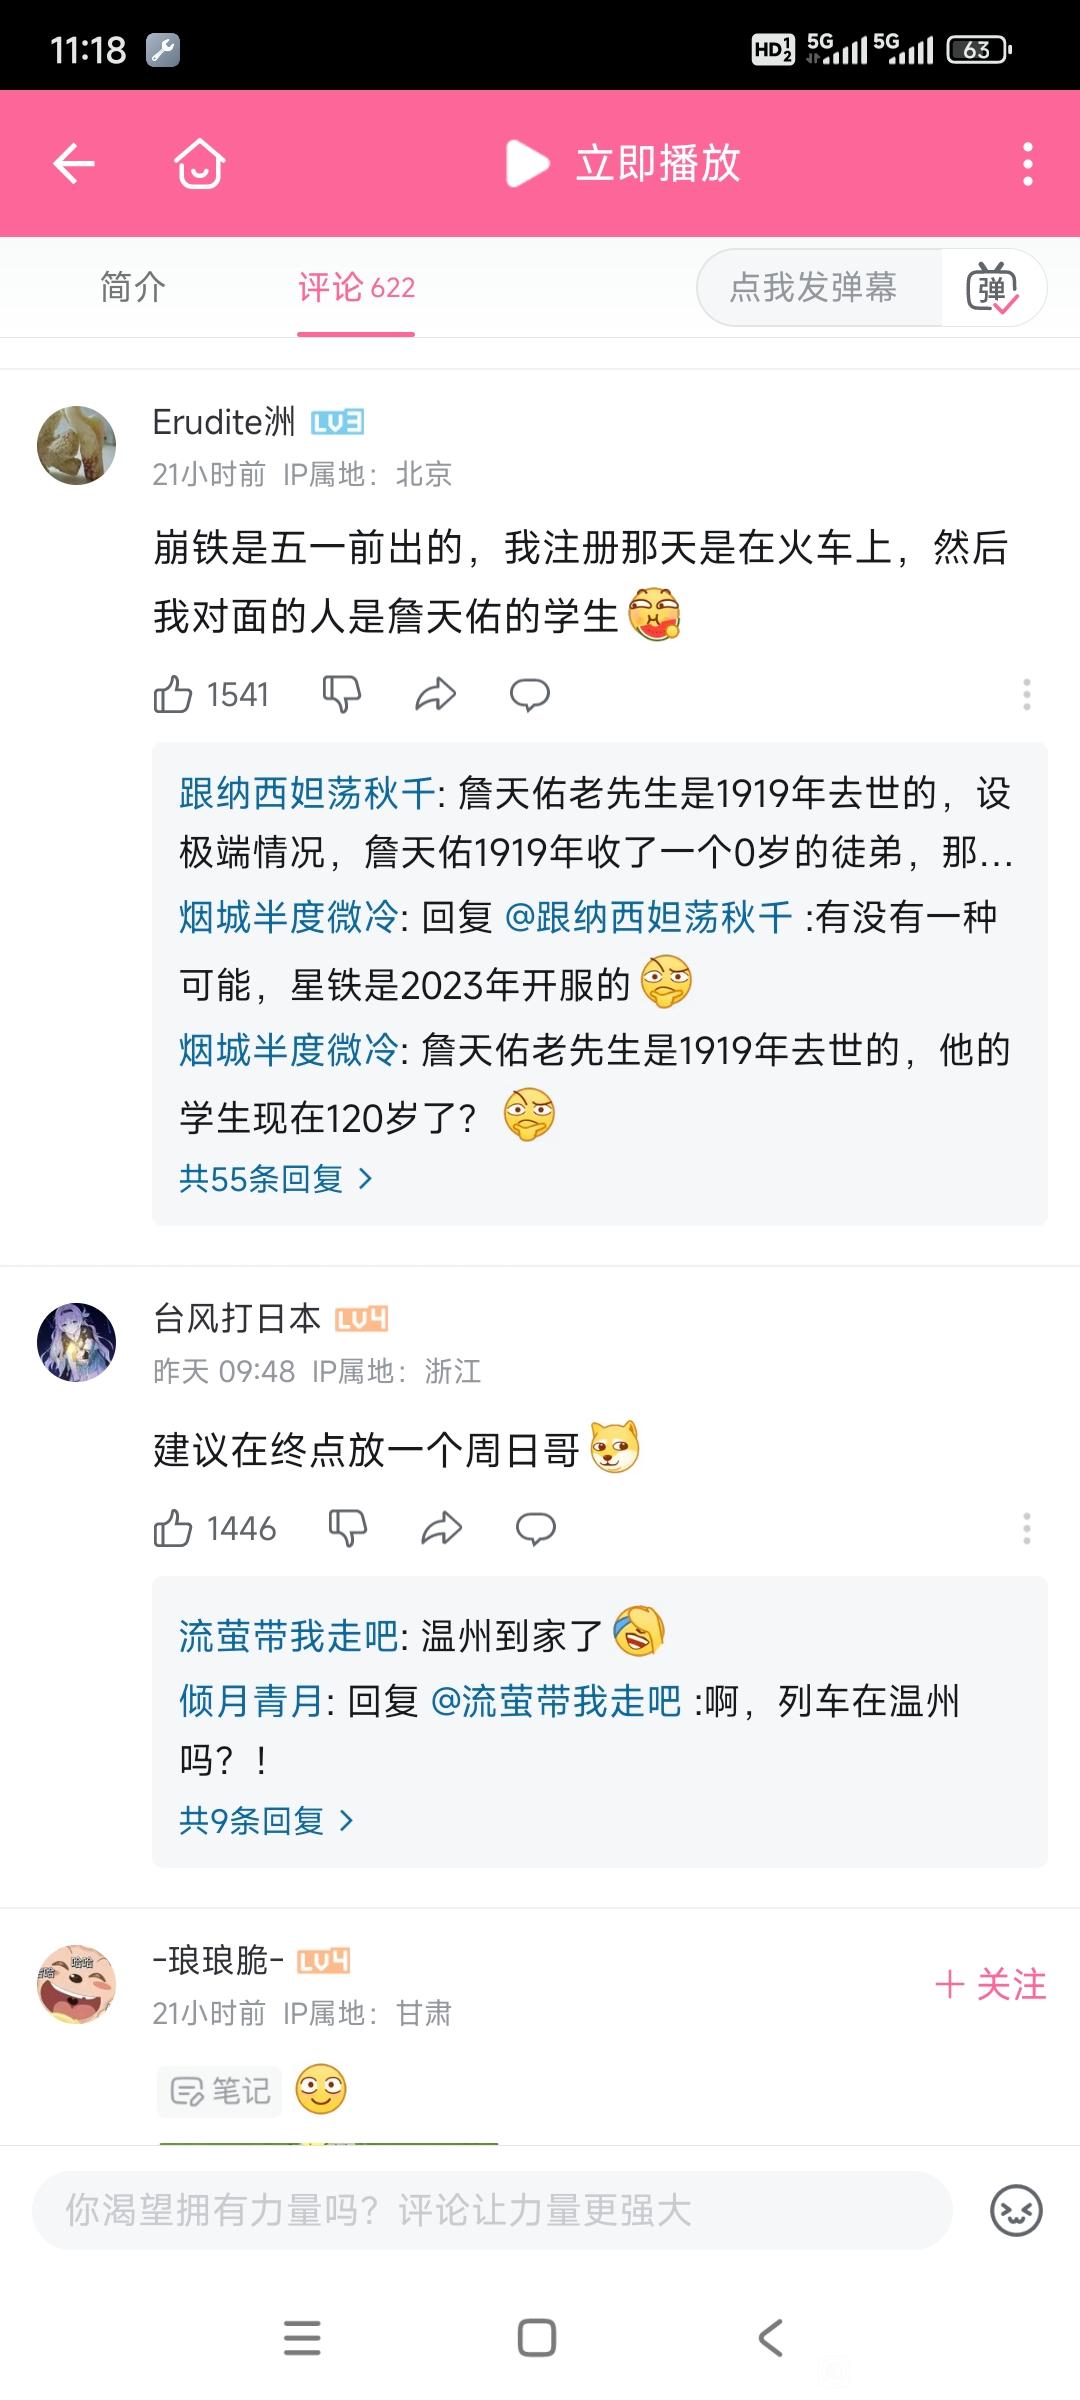 11:18
HD 1 2 5G 5G 63
立即播放
简介 评论 622 点我发弹幕 弹
Erudite洲 LV3
21小时前 IP属地：北京
崩铁是五一前出的，我注册那天是在火车上，然后
我对面的人是詹天佑的学生
1541
跟纳西妲荡秋千: 詹天佑老先生是1919年去世的，设
极端情况，詹天佑1919年收了一个0岁的徒弟，那...
烟城半度微冷: 回复 @跟纳西妲荡秋千 :有没有一种
可能，星铁是2023年开服的
烟城半度微冷: 詹天佑老先生是1919年去世的，他的
学生现在120岁了？
共55条回复 >
台风打日本 LV4
昨天 09:48 IP属地：浙江
建议在终点放一个周日哥
1446
流萤带我走吧: 温州到家了
倾月青月: 回复 @流萤带我走吧 :啊，列车在温州
吗？！
共9条回复 >
-琅琅脆- LV4
21小时前 IP属地：甘肃
+ 关注
笔记
你渴望拥有力量吗？评论让力量更强大